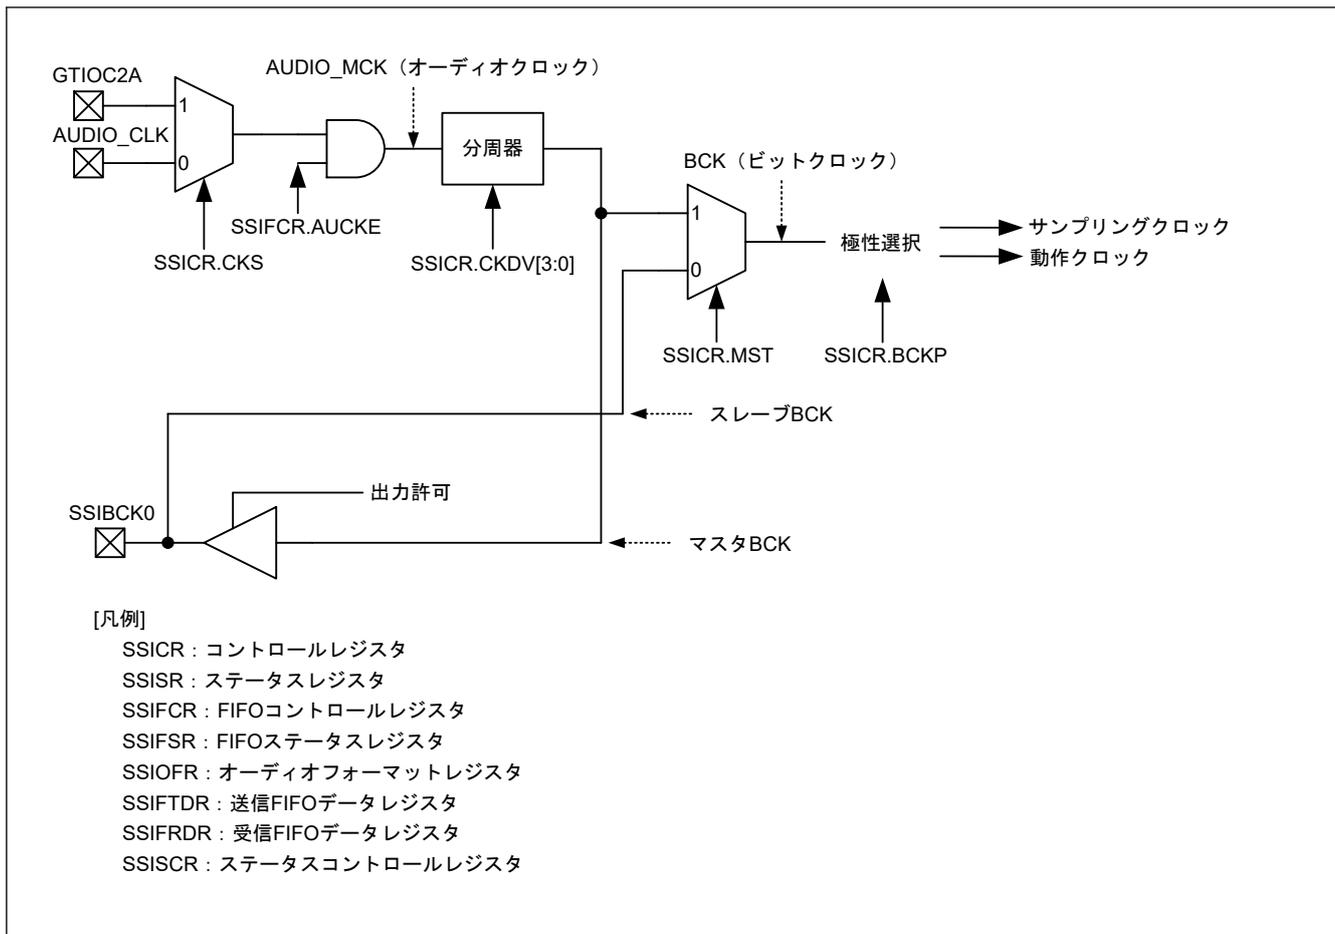 GTIOC2A
AUDIO_MCK（オーディオクロック）
1
分周器
AUDIO_CLK
0
BCK（ビットクロック）
SSIFCR.AUCKE
1
サンプリングクロック
極性選択
動作クロック
SSICR.CKS
SSICR.CKDV[3:0]
0
SSICR.MST
SSICR.BCKP
スレーブBCK
出力許可
SSIBCK0
マスタBCK
[凡例]
SSICR：コントロールレジスタ
SSISR：ステータスレジスタ
SSIFCR：FIFOコントロールレジスタ
SSIFSR：FIFOステータスレジスタ
SSIOFR：オーディオフォーマットレジスタ
SSIFTDR：送信FIFOデータレジスタ
SSIFRDR：受信FIFOデータレジスタ
SSISCR：ステータスコントロールレジスタ